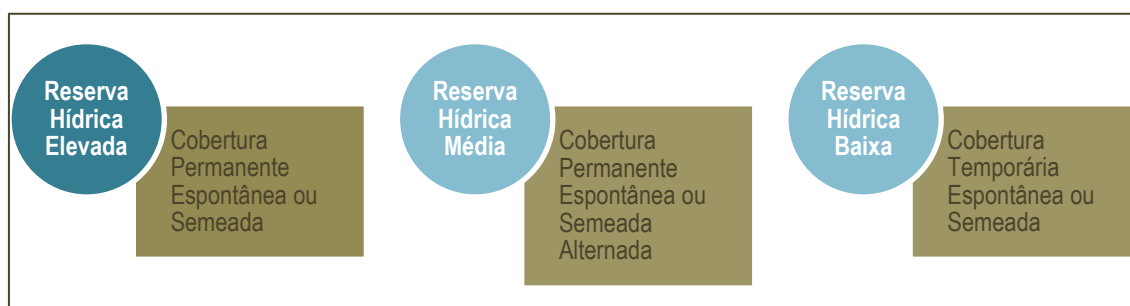 Reserva
Hídrica
Elevada
Cobertura
Permanente
Espontânea ou
Semeada
Reserva
Hídrica
Média
Cobertura
Permanente
Espontânea ou
Semeada
Alternada
Reserva
Hídrica
Baixa
Cobertura
Temporária
Espontânea ou
Semeada